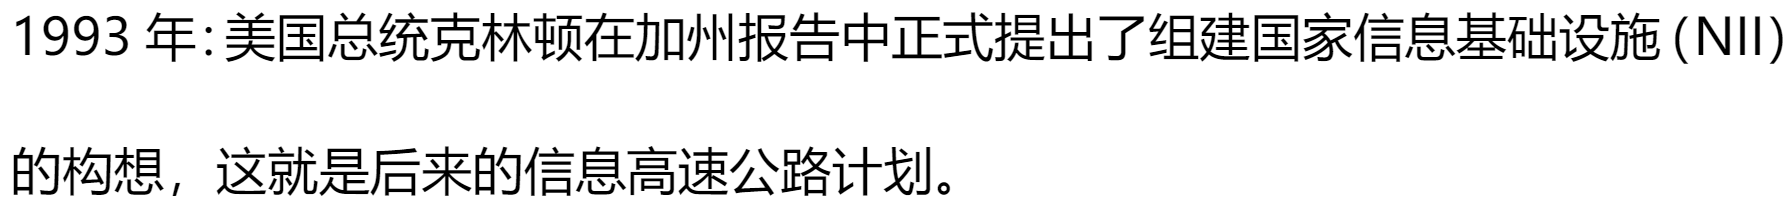 1993 年：美国总统克林顿在加州报告中正式提出了组建国家信息基础设施（NII）
的构想，这就是后来的信息高速公路计划。